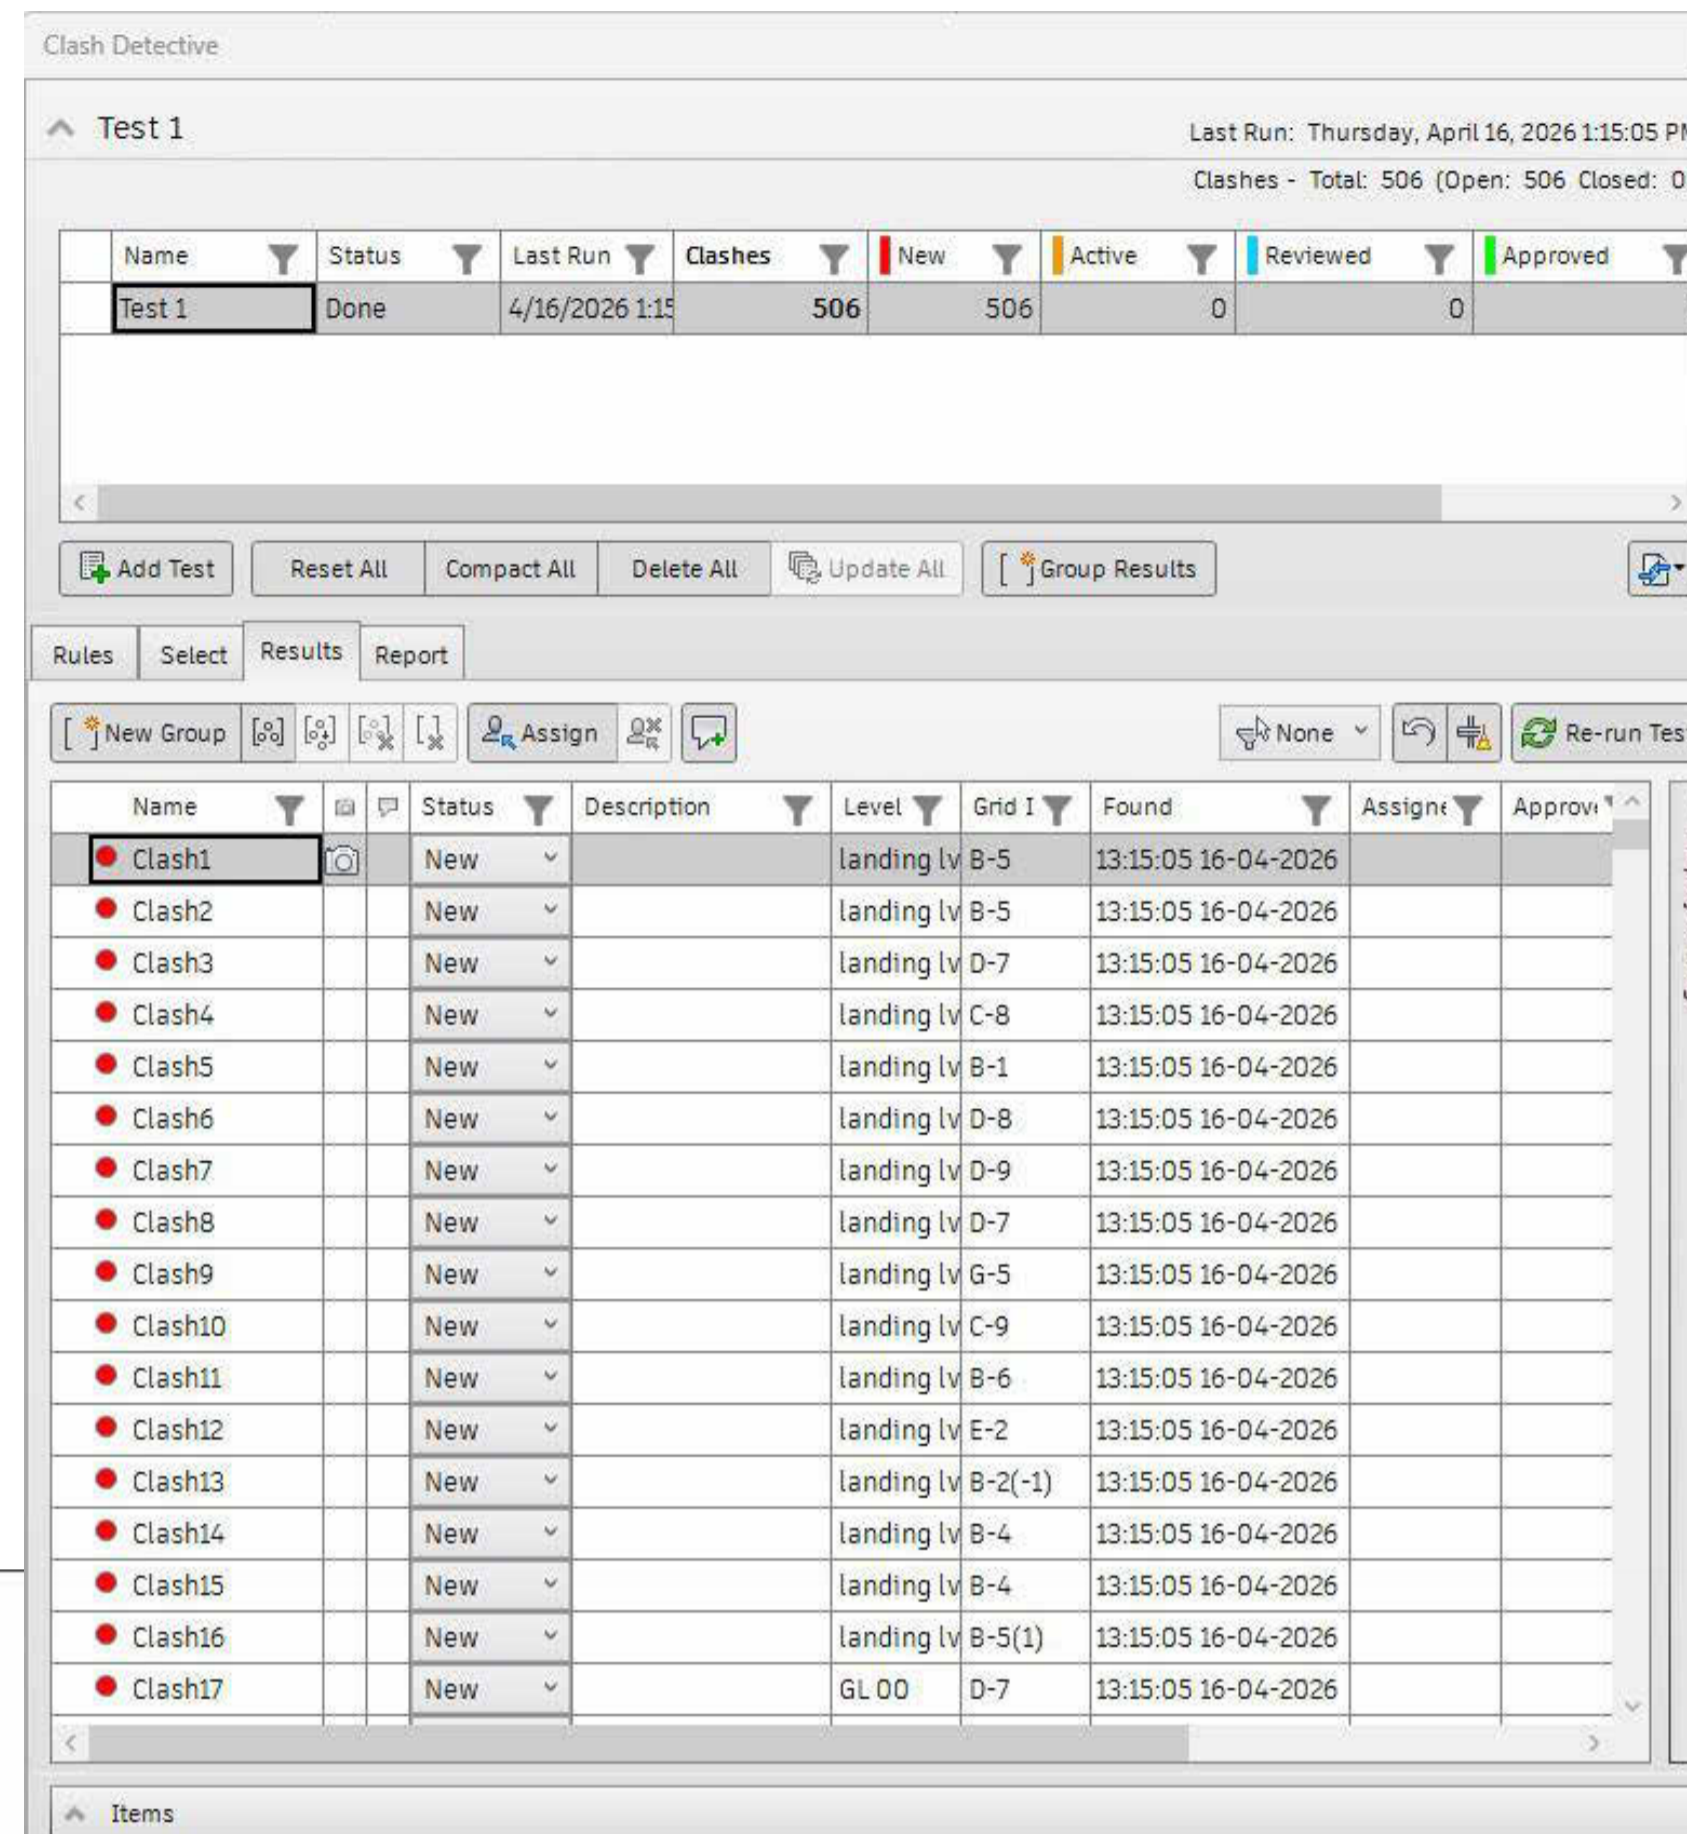 Clash Detective
Test 1
Last Run: Thursday, April 16, 2026 1:15:05
Clashes - Total: 506 (Open: 506 Closed: 0
Name Status Last Run Clashes New Active Reviewed Approved
Test 1 Done 4/16/2026 1:15 506 506 0 0
Add Test Reset All Compact All Delete All Update All Group Results
Rules Select Results Report
New Group Assign None Re-run
Name Status Description Level Grid I Found Assigne Approve
Clash1 New landing lv B-5 13:15:05 16-04-2026
Clash2 New landing lv B-5 13:15:05 16-04-2026
Clash3 New landing lv D-7 13:15:05 16-04-2026
Clash4 New landing lv C-8 13:15:05 16-04-2026
Clash5 New landing lv B-1 13:15:05 16-04-2026
Clash6 New landing lv D-8 13:15:05 16-04-2026
Clash7 New landing lv D-9 13:15:05 16-04-2026
Clash8 New landing lv D-7 13:15:05 16-04-2026
Clash9 New landing lv G-5 13:15:05 16-04-2026
Clash10 New landing lv C-9 13:15:05 16-04-2026
Clash11 New landing lv B-6 13:15:05 16-04-2026
Clash12 New landing lv E-2 13:15:05 16-04-2026
Clash13 New landing lv B-2(-1) 13:15:05 16-04-2026
Clash14 New landing lv B-4 13:15:05 16-04-2026
Clash15 New landing lv B-4 13:15:05 16-04-2026
Clash16 New landing lv B-5(1) 13:15:05 16-04-2026
Clash17 New GL 00 D-7 13:15:05 16-04-2026
Items